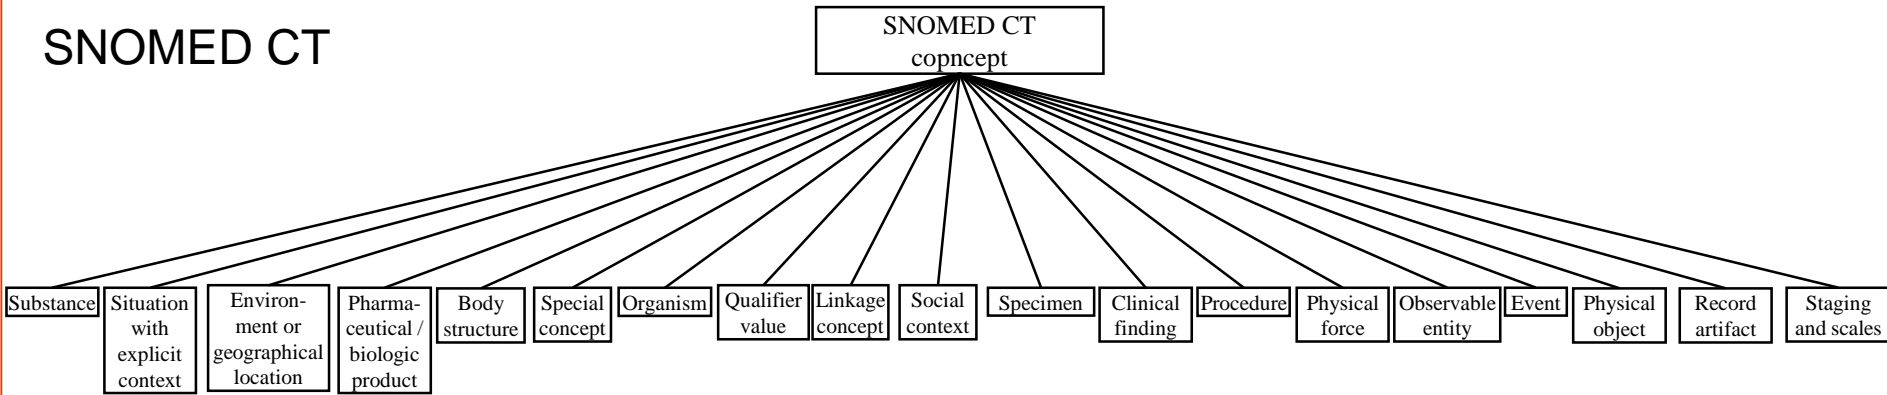 SNOMED CT
SNOMED CT
copncept
Substance
Situation
with
explicit
context
Environ-
ment or
geographical
location
Pharma-
ceutical /
biologic
product
Body
structure
Special
concept
Organism
Qualifier
value
Linkage
concept
Social
context
Specimen
Clinical
finding
Procedure
Physical
force
Observable
entity
Event
Physical
object
Record
artifact
Staging
and scales